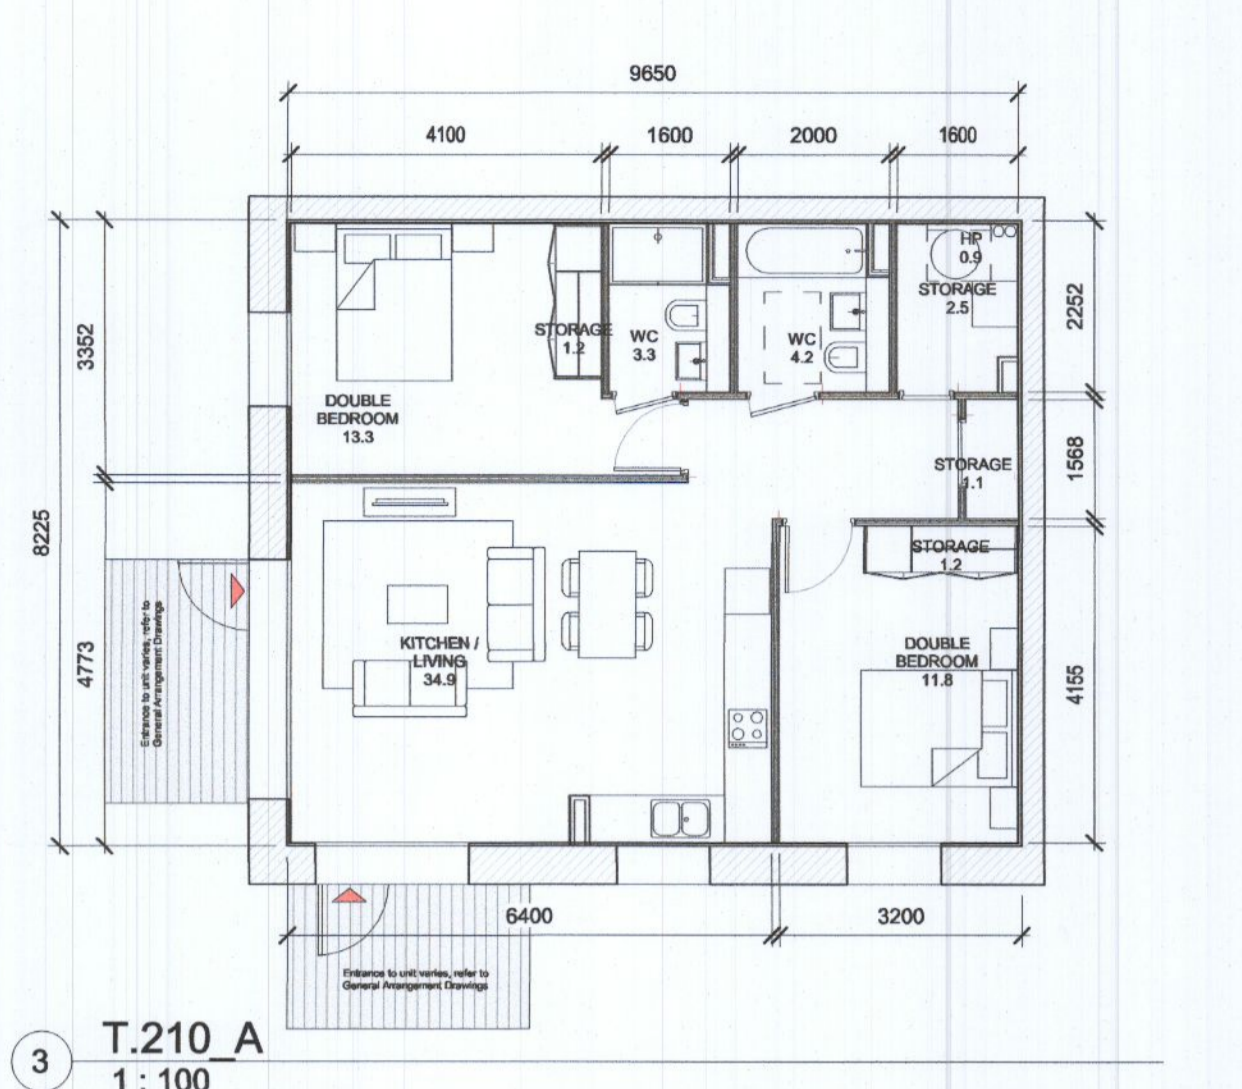 9650
4100
1600
2000
1600
HP
0.9
STORAGE
2.5
STORAGE
1.2
WC
3.3
WC
4.2
2252
3352
DOUBLE
BEDROOM
13.3
1568
STORAGE
1.1
8225
STORAGE
1.2
Entrance to unit varies, refer to
General Arrangement Drawings
4773
KITCHEN /
LIVING
34.9
DOUBLE
BEDROOM
11.8
4155
6400
3200
Entrance to unit varies, refer to
General Arrangement Drawings
3
T.210_A
1 : 100